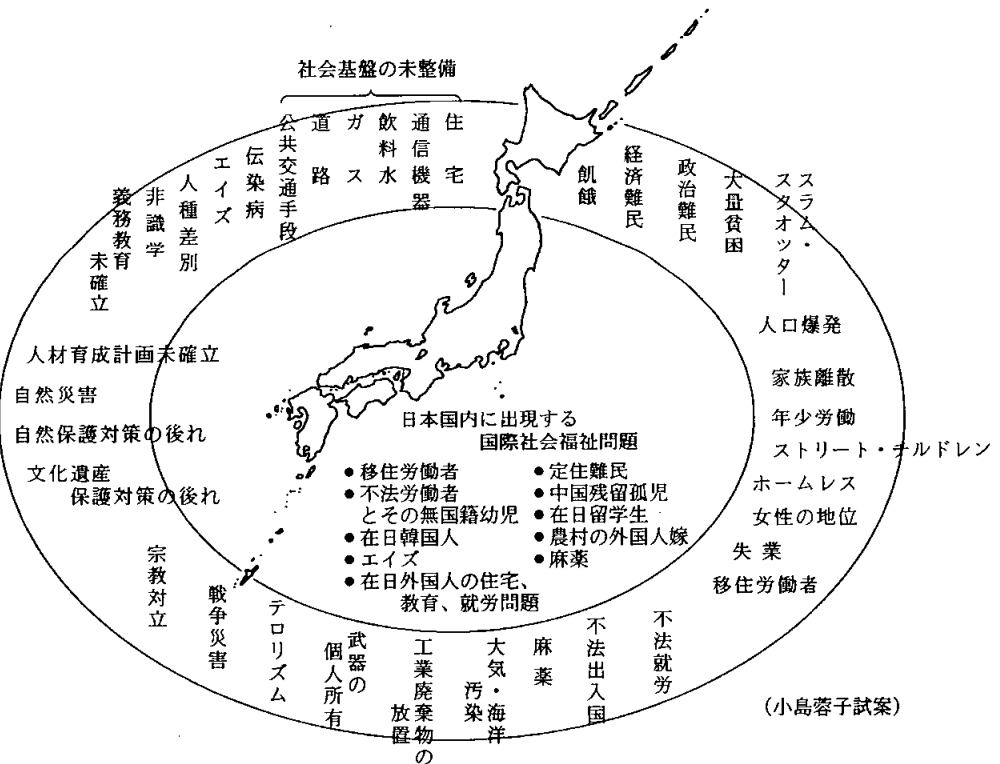 社会基盤の未整備
住宅
通信機器
飲料水
ガス
道路
公共交通手段
伝染病
エイズ
人種差別
非識学
義務教育
未確立
人材育成計画未確立
自然災害
自然保護対策の後れ
文化遺産
保護対策の後れ
宗教対立
戦争災害
テロリズム
武器の
個人所有
工業廃棄物の
放置
大気・海洋
汚染
麻薬
不法出入国
不法就労
飢餓
経済難民
政治難民
大量貧困
スラム・
スクオッター
人口爆発
家族離散
年少労働
ストリート・チルドレン
ホームレス
女性の地位
失業
移住労働者
日本国内に出現する
国際社会福祉問題
●移住労働者
●不法労働者
とその無国籍幼児
●在日韓国人
●エイズ
●在日外国人の住宅、
教育、就労問題
●定住難民
●中国残留孤児
●在日留学生
●農村の外国人嫁
●麻薬
(小島蓉子試案)